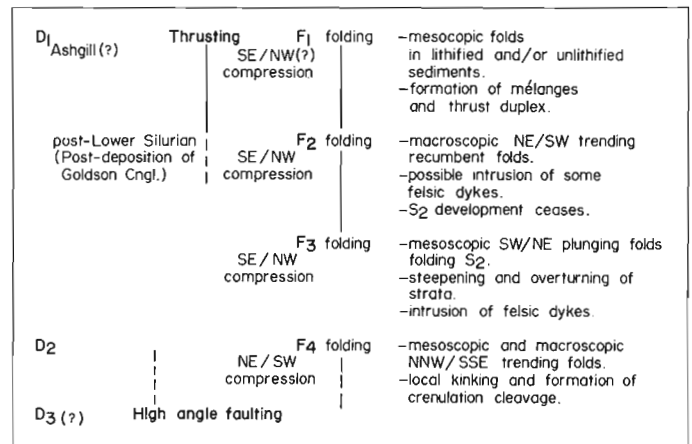 D1 Ashgill(?) Thrusting F1 folding -mesocopic folds
SE/NW(?) in lithified and/or unlithified
compression sediments.
-formation of mélanges
and thrust duplex.
post-Lower Silurian F2 folding -macroscopic NE/SW trending
(Post-deposition of SE/NW recumbent folds.
Goldson Cngl.) compression -possible intrusion of some
felsic dykes.
-S2 development ceases.
F3 folding -mesoscopic SW/NE plunging folds
SE/NW folding S2.
compression -steepening and overturning of
strata.
-intrusion of felsic dykes.
D2 F4 folding -mesoscopic and macroscopic
NE/SW NNW/SSE trending folds.
compression -local kinking and formation of
crenulation cleavage.
D3(?) High angle faulting